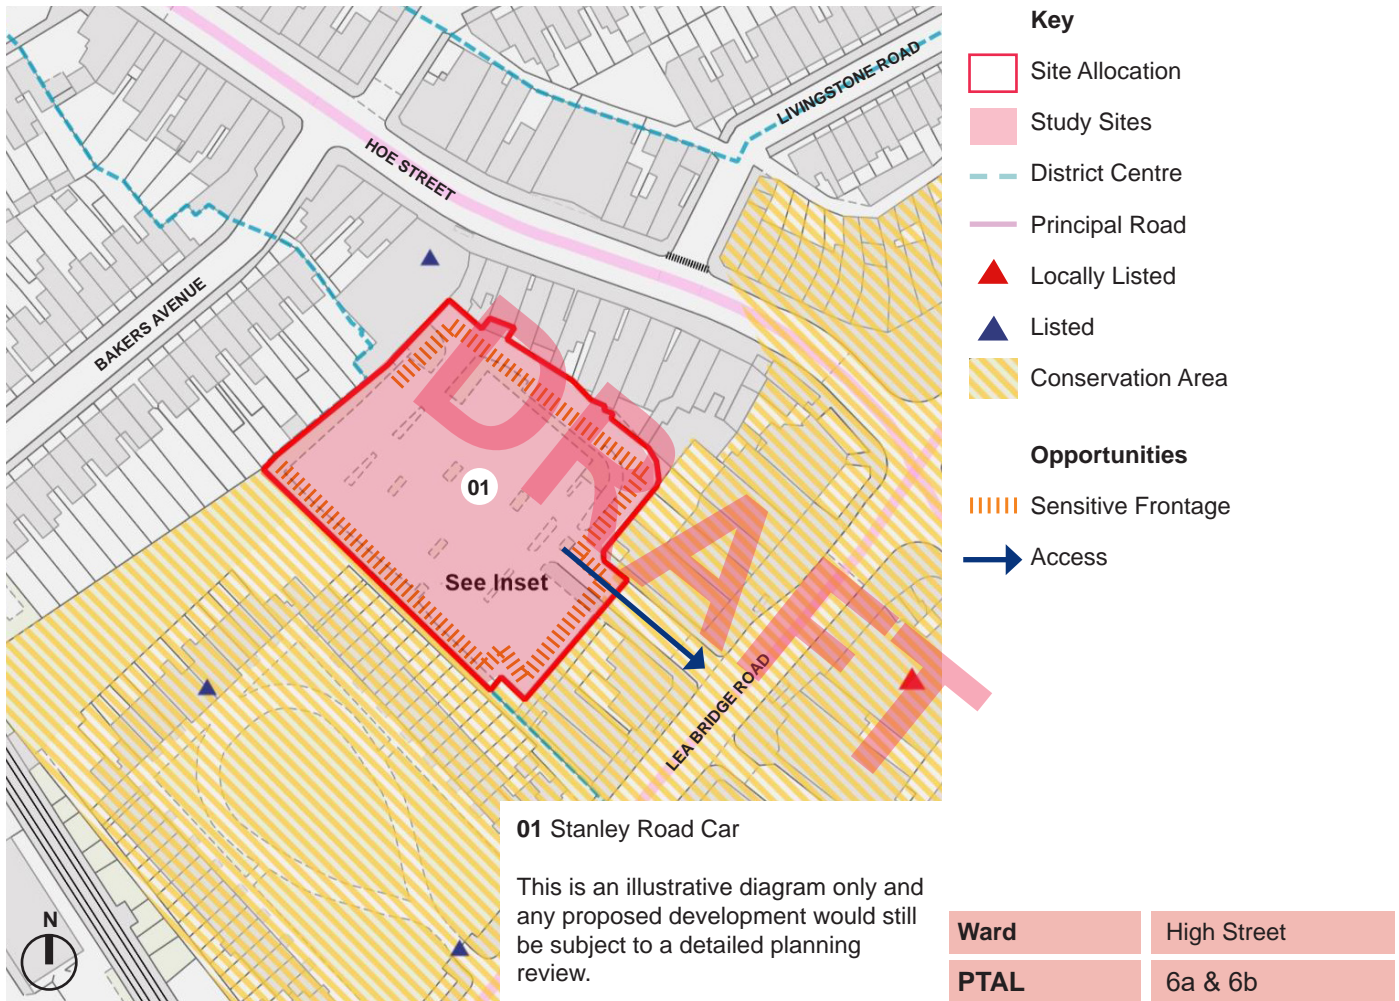 HOE STREET
LIVINGSTONE ROAD
BAKERS AVENUE
01
See Inset
LEA BRIDGE ROAD
DRAFT
N
01 Stanley Road Car
This is an illustrative diagram only and
any proposed development would still
be subject to a detailed planning
review.
Key
Site Allocation
Study Sites
District Centre
Principal Road
Locally Listed
Listed
Conservation Area
Opportunities
Sensitive Frontage
Access
Ward High Street
PTAL 6a & 6b